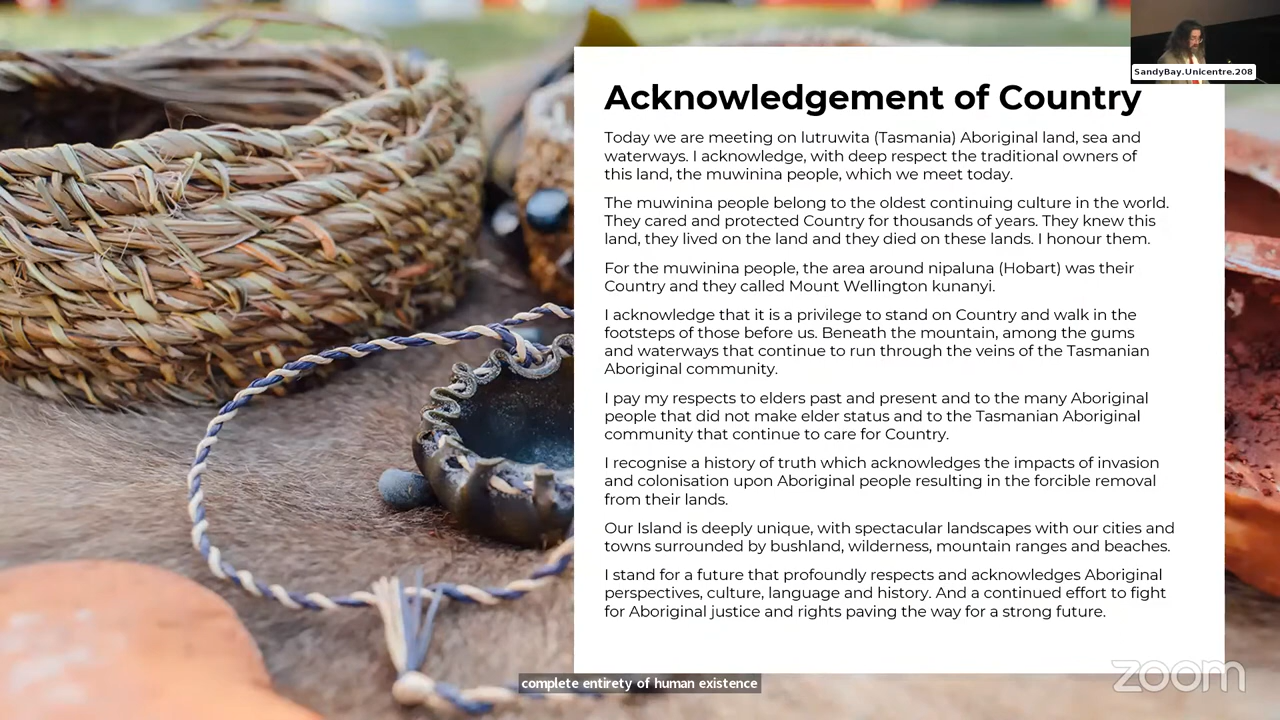 SandyBay.Unicentre.208
Acknowledgement of Country
Today we are meeting on lutruwita (Tasmania) Aboriginal land, sea and
waterways. I acknowledge, with deep respect the traditional owners of
this land, the muwinina people, which we meet today.
The muwinina people belong to the oldest continuing culture in the world.
They cared and protected Country for thousands of years. They knew this
land, they lived on the land and they died on these lands. I honour them.
For the muwinina people, the area around nipaluna (Hobart) was their
Country and they called Mount Wellington kunanyi.
I acknowledge that it is a privilege to stand on Country and walk in the
footsteps of those before us. Beneath the mountain, among the gums
and waterways that continue to run through the veins of the Tasmanian
Aboriginal community.
I pay my respects to elders past and present and to the many Aboriginal
people that did not make elder status and to the Tasmanian Aboriginal
community that continue to care for Country.
I recognise a history of truth which acknowledges the impacts of invasion
and colonisation upon Aboriginal people resulting in the forcible removal
from their lands.
Our Island is deeply unique, with spectacular landscapes with our cities and
towns surrounded by bushland, wilderness, mountain ranges and beaches.
I stand for a future that profoundly respects and acknowledges Aboriginal
perspectives, culture, language and history. And a continued effort to fight
for Aboriginal justice and rights paving the way for a strong future.
zoom
complete entirety of human existence